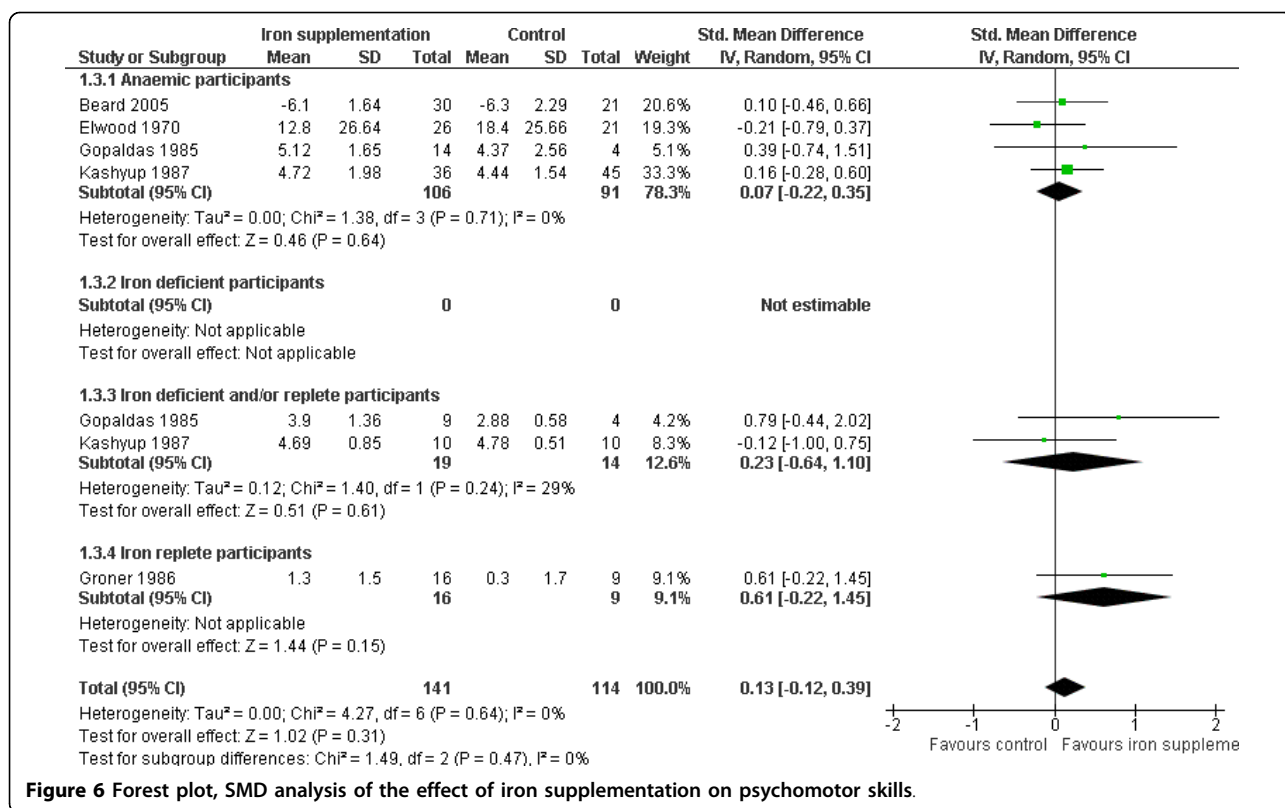 Iron supplementation Control Std. Mean Difference Std. Mean Difference
Study or Subgroup Mean SD Total Mean SD Total Weight IV, Random, 95% CI IV, Random, 95% CI
1.3.1 Anaemic participants
Beard 2005 -6.1 1.64 30 -6.3 2.29 21 20.6% 0.10 [-0.46, 0.66]
Elwood 1970 12.8 26.64 26 18.4 25.66 21 19.3% -0.21 [-0.79, 0.37]
Gopaldas 1985 5.12 1.65 14 4.37 2.56 4 5.1% 0.39 [-0.74, 1.51]
Kashyup 1987 4.72 1.98 36 4.44 1.54 45 33.3% 0.16 [-0.28, 0.60]
Subtotal (95% CI) 106 91 78.3% 0.07 [-0.22, 0.35]
Heterogeneity: Tau² = 0.00; Chi² = 1.38, df = 3 (P = 0.71); I² = 0%
Test for overall effect: Z = 0.46 (P = 0.64)
1.3.2 Iron deficient participants
Subtotal (95% CI) 0 0 Not estimable
Heterogeneity: Not applicable
Test for overall effect: Not applicable
1.3.3 Iron deficient and/or replete participants
Gopaldas 1985 3.9 1.36 9 2.88 0.58 4 4.2% 0.79 [-0.44, 2.02]
Kashyup 1987 4.69 0.85 10 4.78 0.51 10 8.3% -0.12 [-1.00, 0.75]
Subtotal (95% CI) 19 14 12.6% 0.23 [-0.64, 1.10]
Heterogeneity: Tau² = 0.12; Chi² = 1.40, df = 1 (P = 0.24); I² = 29%
Test for overall effect: Z = 0.51 (P = 0.61)
1.3.4 Iron replete participants
Groner 1986 1.3 1.5 16 0.3 1.7 9 9.1% 0.61 [-0.22, 1.45]
Subtotal (95% CI) 16 9 9.1% 0.61 [-0.22, 1.45]
Heterogeneity: Not applicable
Test for overall effect: Z = 1.44 (P = 0.15)
Total (95% CI) 141 114 100.0% 0.13 [-0.12, 0.39]
Heterogeneity: Tau² = 0.00; Chi² = 4.27, df = 6 (P = 0.64); I² = 0%
Test for overall effect: Z = 1.02 (P = 0.31)
Test for subgroup differences: Chi² = 1.49, df = 2 (P = 0.47), I² = 0%
-2 -1 0 1 2
Favours control Favours iron suppleme
Figure 6 Forest plot, SMD analysis of the effect of iron supplementation on psychomotor skills.